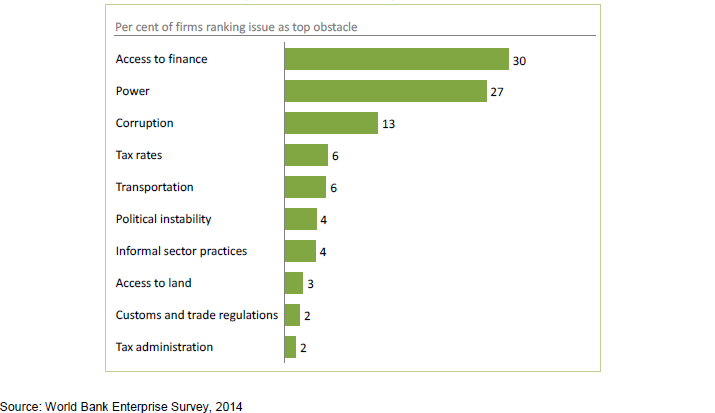 Per cent of firms ranking issue as top obstacle
Access to finance 30
Power 27
Corruption 13
Tax rates 6
Transportation 6
Political instability 4
Informal sector practices 4
Access to land 3
Customs and trade regulations 2
Tax administration 2
Source: World Bank Enterprise Survey, 2014